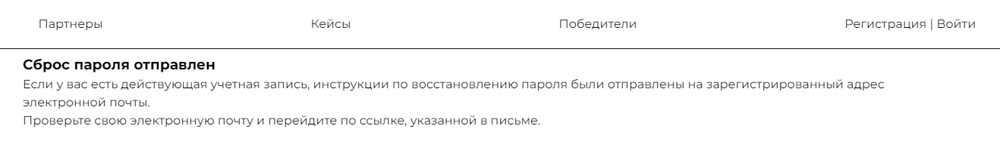 Партнеры Кейсы Победители Регистрация | Войти
Сброс пароля отправлен
Если у вас есть действующая учетная запись, инструкции по восстановлению пароля были отправлены на зарегистрированный адрес
электронной почты.
Проверьте свою электронную почту и перейдите по ссылке, указанной в письме.